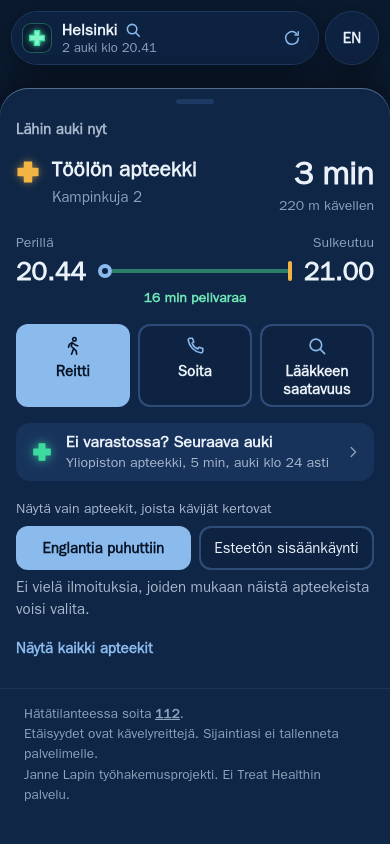 Helsinki
2 auki klo 20.41
EN
Lähin auki nyt
Töölön apteekki
3 min
Kampinkuja 2
220 m kävellen
Perillä
Sulkeutuu
20.44
21.00
16 min pelivaraa
Reitti
Soita
Lääkkeen
saatavuus
Ei varastossa? Seuraava auki
Yliopiston apteekki, 5 min, auki klo 24 asti
Näytä vain apteekit, joista kävijät kertovat
Englantia puhuttiin
Esteetön sisäänkäynti
Ei vielä ilmoituksia, joiden mukaan näistä apteekeista
voisi valita.
Näytä kaikki apteekit
Hätätilanteessa soita 112.
Etäisyydet ovat kävelyreittejä. Sijaintiasi ei tallenneta
palvelimelle.
Janne Lapin työhakemusprojekti. Ei Treat Healthin
palvelu.